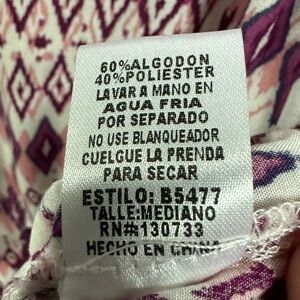 60%ALGODON
40%POLIESTER
LAVAR A MANO EN
AGUA FRIA
POR SEPARADO
NO USE BLANQUEADOR
CUELGUE LA PRENDA
PARA SECAR
ESTILO: B5477
TALLE:MEDIANO
RN#:130733
HECHO EN CHINA